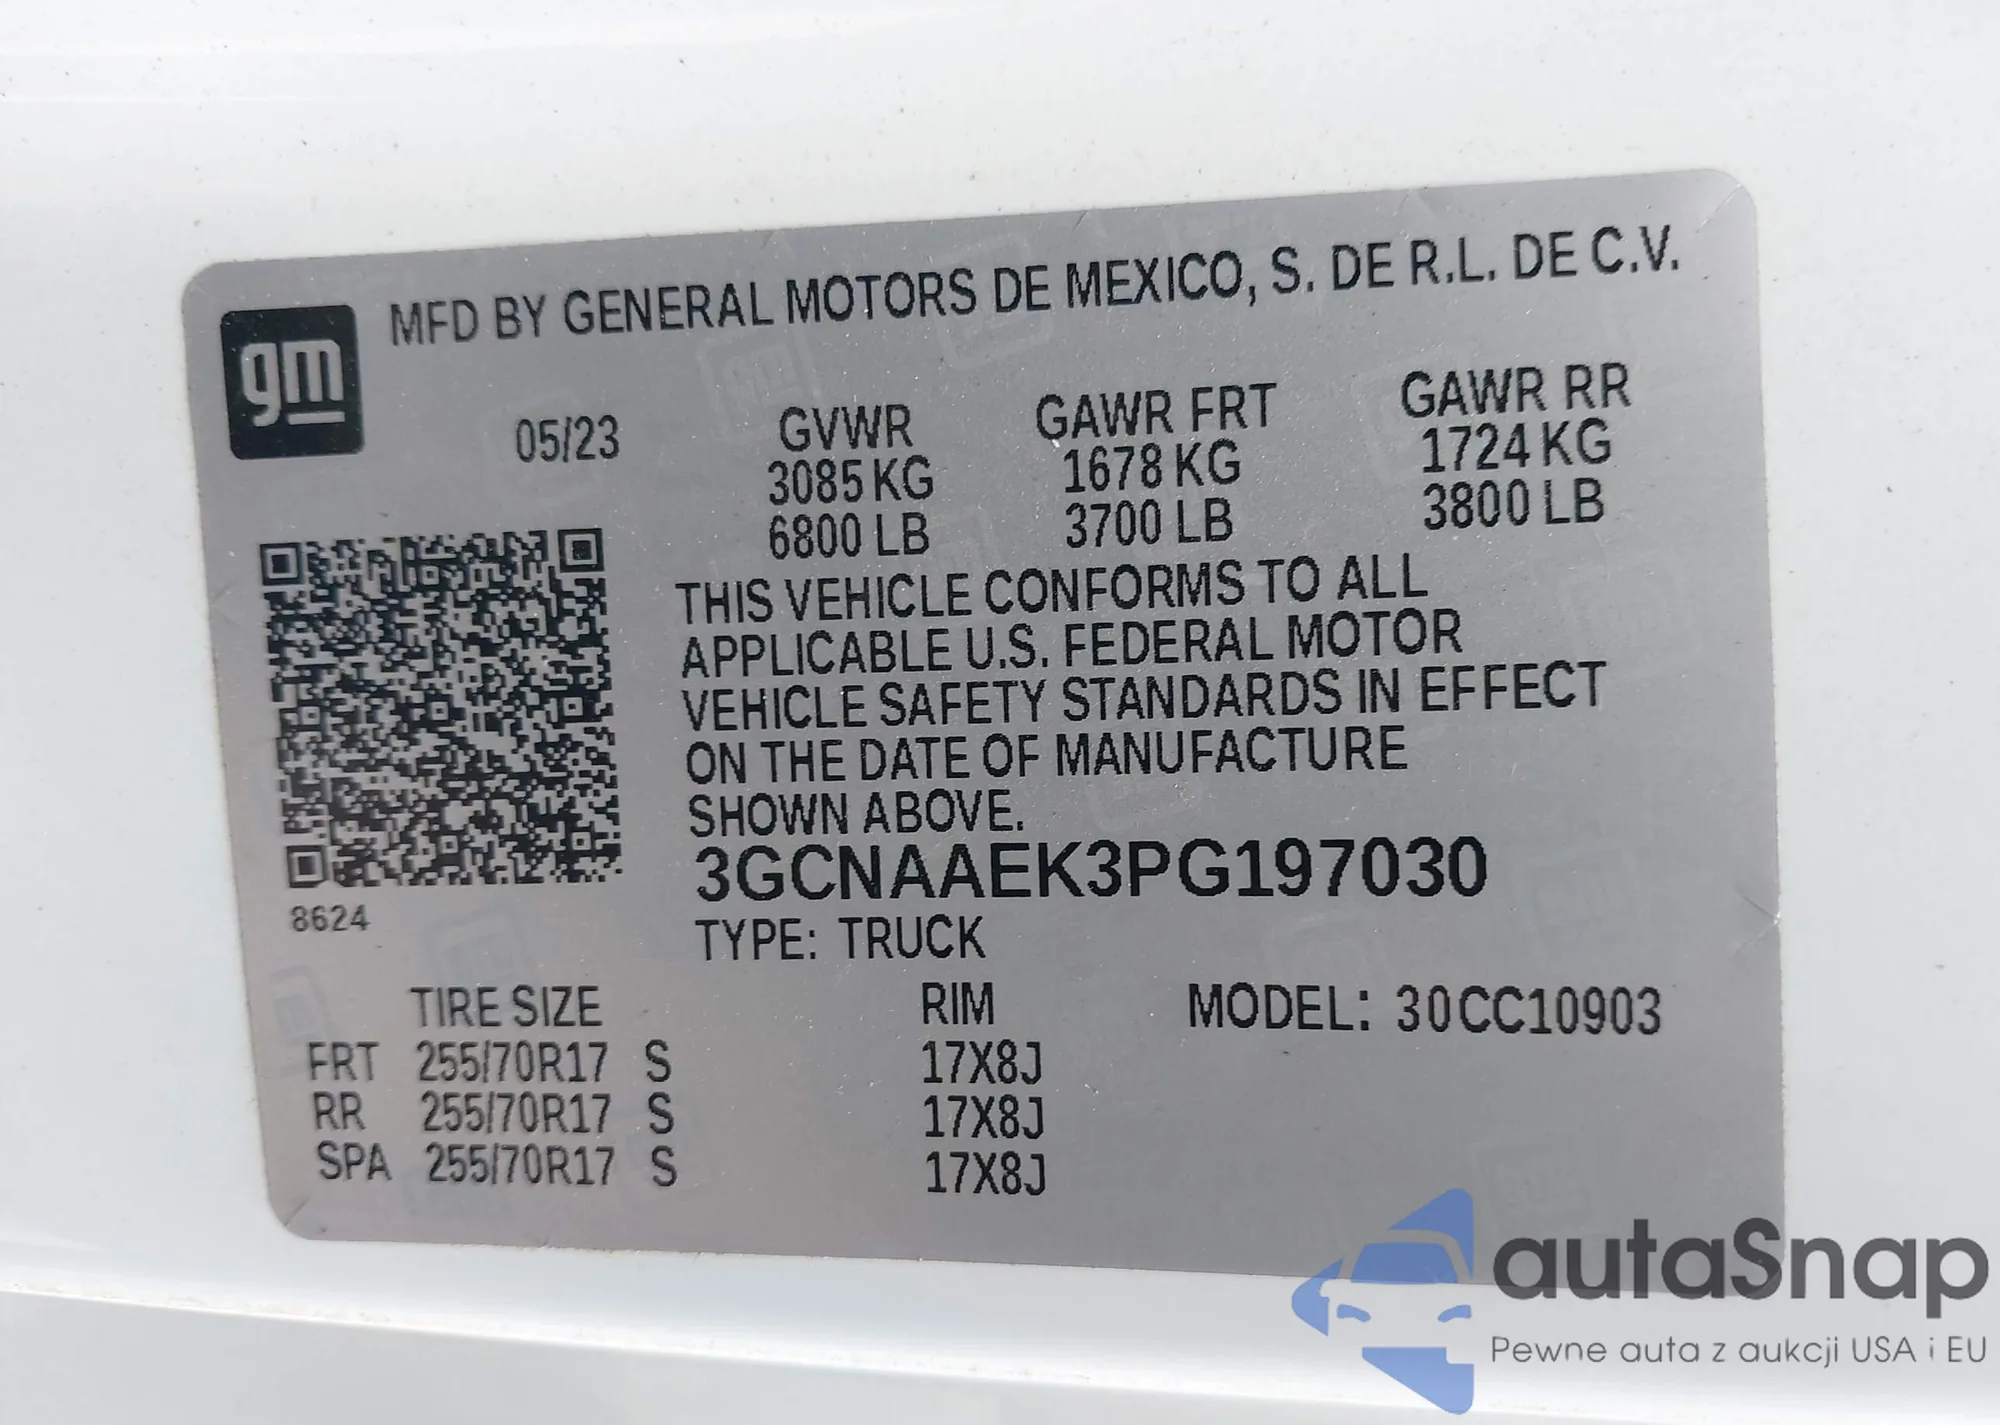 gm
MFD BY GENERAL MOTORS DE MEXICO, S. DE R.L. DE C.V.
05/23 GVWR GAWR FRT GAWR RR
3085 KG 1678 KG 1724 KG
6800 LB 3700 LB 3800 LB
THIS VEHICLE CONFORMS TO ALL
APPLICABLE U.S. FEDERAL MOTOR
VEHICLE SAFETY STANDARDS IN EFFECT
ON THE DATE OF MANUFACTURE
SHOWN ABOVE.
3GCNAAEK3PG197030
8624
TYPE: TRUCK
TIRE SIZE RIM MODEL: 30CC10903
FRT 255/70R17 S 17X8J
RR 255/70R17 S 17X8J
SPA 255/70R17 S 17X8J
autaSnap
Pewne auta z aukcji USA i EU